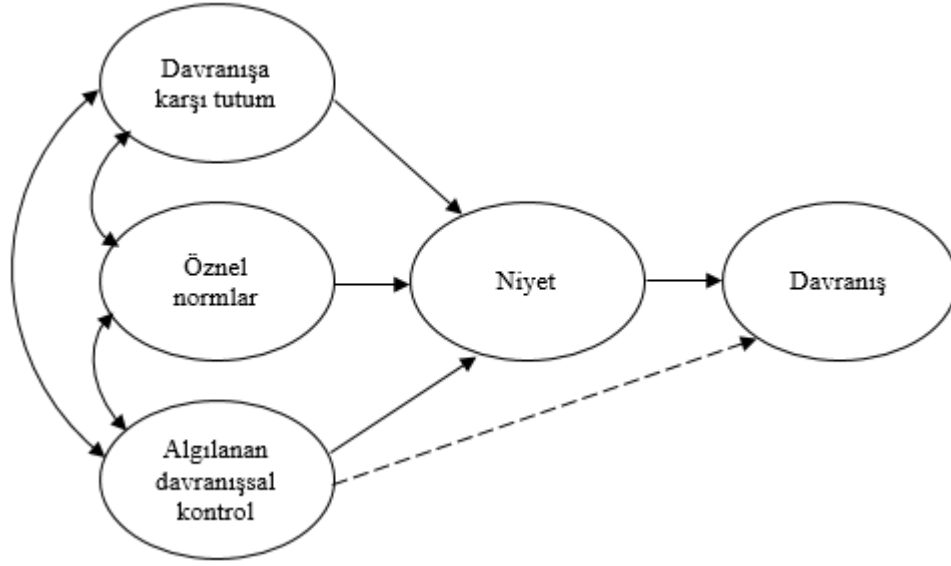 Davranışa
karşı tutum
Öznel
normlar
Niyet
Davranış
Algılanan
davranışsal
kontrol